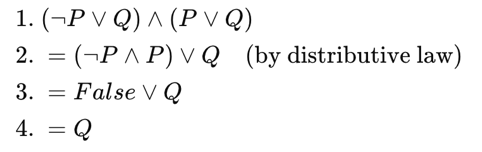 1. (¬P ∨ Q) ∧ (P ∨ Q)
2. = (¬P ∧ P) ∨ Q (by distributive law)
3. = False ∨ Q
4. = Q